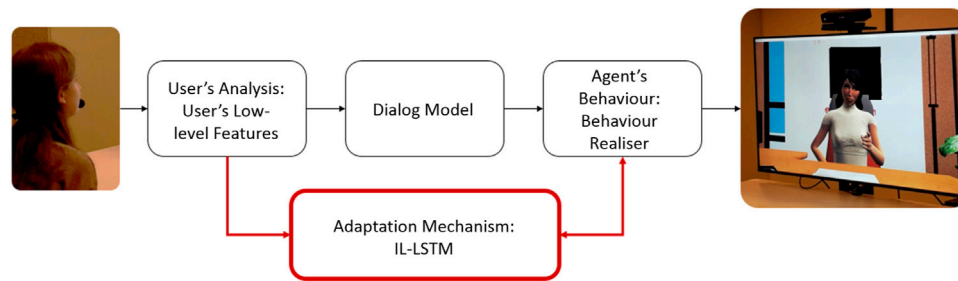 User's Analysis:
User's Low-
level Features
Dialog Model
Agent's
Behaviour:
Behaviour
Realiser
Adaptation Mechanism:
IL-LSTM